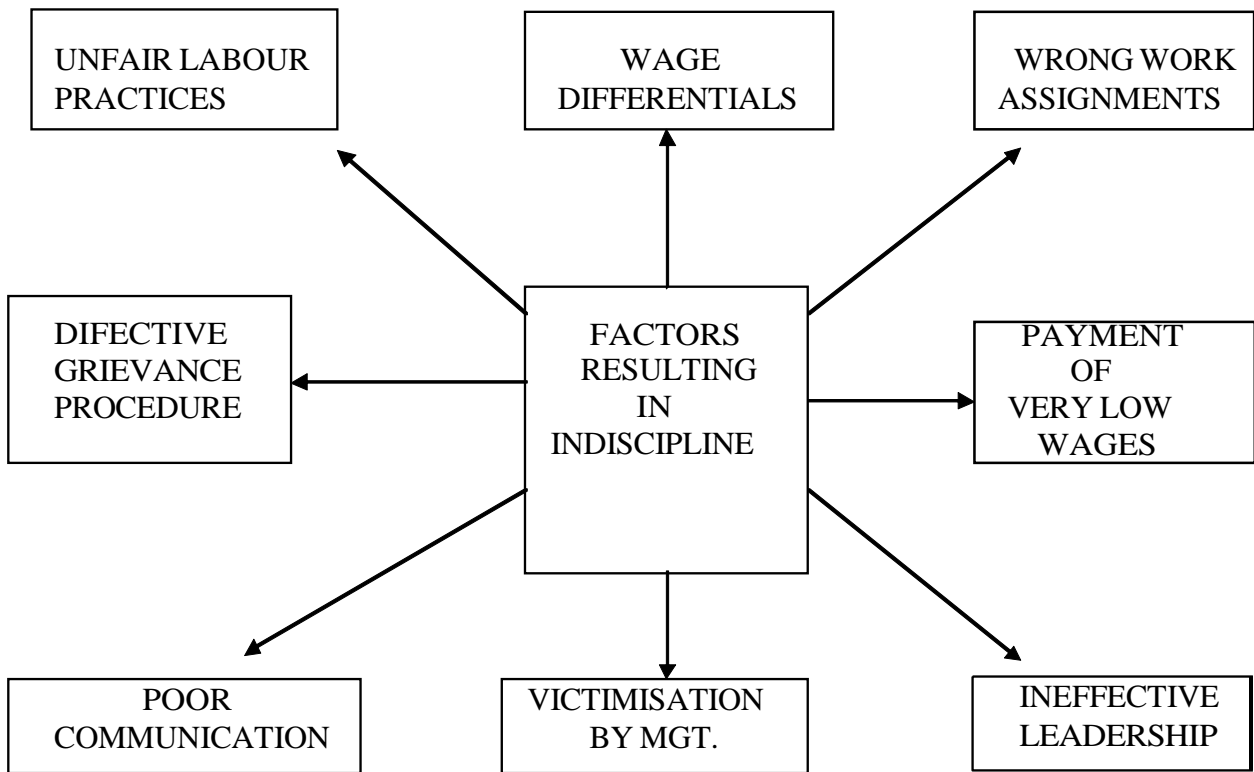 UNFAIR LABOUR
PRACTICES
WAGE
DIFFERENTIALS
WRONG WORK
ASSIGNMENTS
DIFECTIVE
GRIEVANCE
PROCEDURE
FACTORS
RESULTING
IN
INDISCIPLINE
PAYMENT
OF
VERY LOW
WAGES
POOR
COMMUNICATION
VICTIMISATION
BY MGT.
INEFFECTIVE
LEADERSHIP